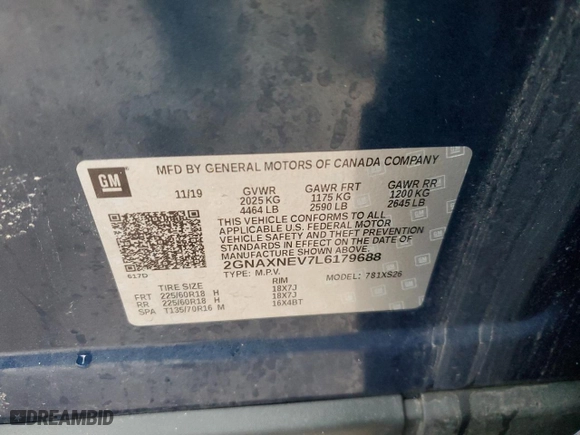 GM
MFD BY GENERAL MOTORS OF CANADA COMPANY
11/19 GVWR GAWR FRT GAWR RR
2025 KG 1175 KG 1200 KG
4464 LB 2590 LB 2645 LB
THIS VEHICLE CONFORMS TO ALL
APPLICABLE U.S. FEDERAL MOTOR
VEHICLE SAFETY, BUMPER, AND
THEFT PREVENTION STANDARDS
IN EFFECT ON THE DATE OF
MANUFACTURE SHOWN ABOVE.
617D 2GNAXNEV7L6179688
TYPE: M.P.V. MODEL: 781XS26
TIRE SIZE RIM
FRT 225/60R18 H 18X7J
RR 225/60R18 H 18X7J
SPA T135/70R16 M 16X4BT
© DREAMBID